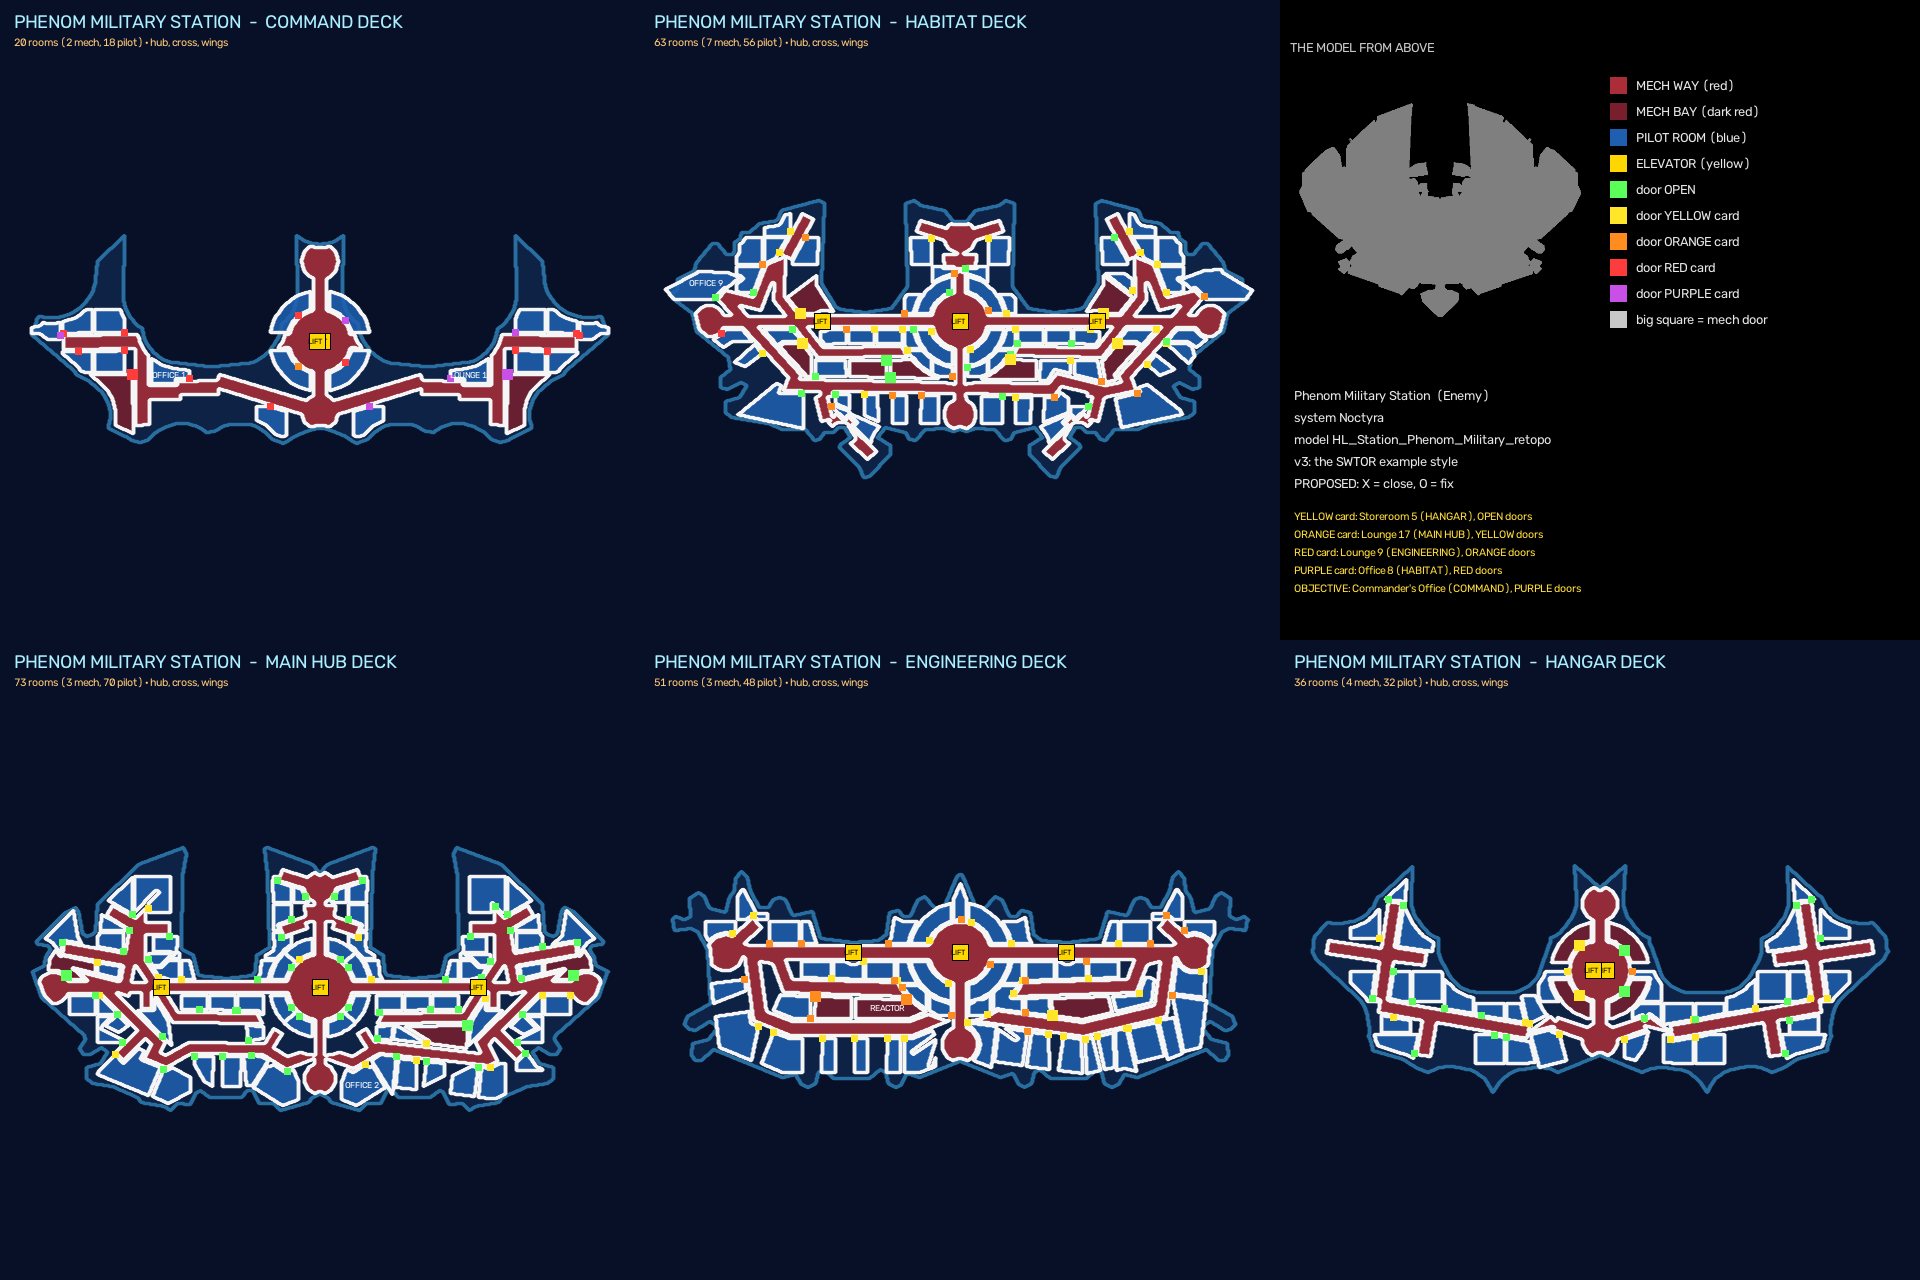 PHENOM MILITARY STATION - COMMAND DECK
20 rooms (2 mech, 18 pilot) • hub, cross, wings
LIFT
OFFICE 1
LOUNGE 1
PHENOM MILITARY STATION - HABITAT DECK
63 rooms (7 mech, 56 pilot) • hub, cross, wings
OFFICE 9
LIFT
LIFT
LIFT
THE MODEL FROM ABOVE
MECH WAY (red)
MECH BAY (dark red)
PILOT ROOM (blue)
ELEVATOR (yellow)
door OPEN
door YELLOW card
door ORANGE card
door RED card
door PURPLE card
big square = mech door
Phenom Military Station (Enemy)
system Noctyra
model HL_Station_Phenom_Military_retopo
v3: the SWTOR example style
PROPOSED: X = close, O = fix
YELLOW card: Storeroom 5 (HANGAR), OPEN doors
ORANGE card: Lounge 17 (MAIN HUB), YELLOW doors
RED card: Lounge 9 (ENGINEERING), ORANGE doors
PURPLE card: Office 8 (HABITAT), RED doors
OBJECTIVE: Commander's Office (COMMAND), PURPLE doors
PHENOM MILITARY STATION - MAIN HUB DECK
73 rooms (3 mech, 70 pilot) • hub, cross, wings
LIFT
LIFT
LIFT
OFFICE 2
PHENOM MILITARY STATION - ENGINEERING DECK
51 rooms (3 mech, 48 pilot) • hub, cross, wings
LIFT
LIFT
LIFT
REACTOR
PHENOM MILITARY STATION - HANGAR DECK
36 rooms (4 mech, 32 pilot) • hub, cross, wings
LIFT